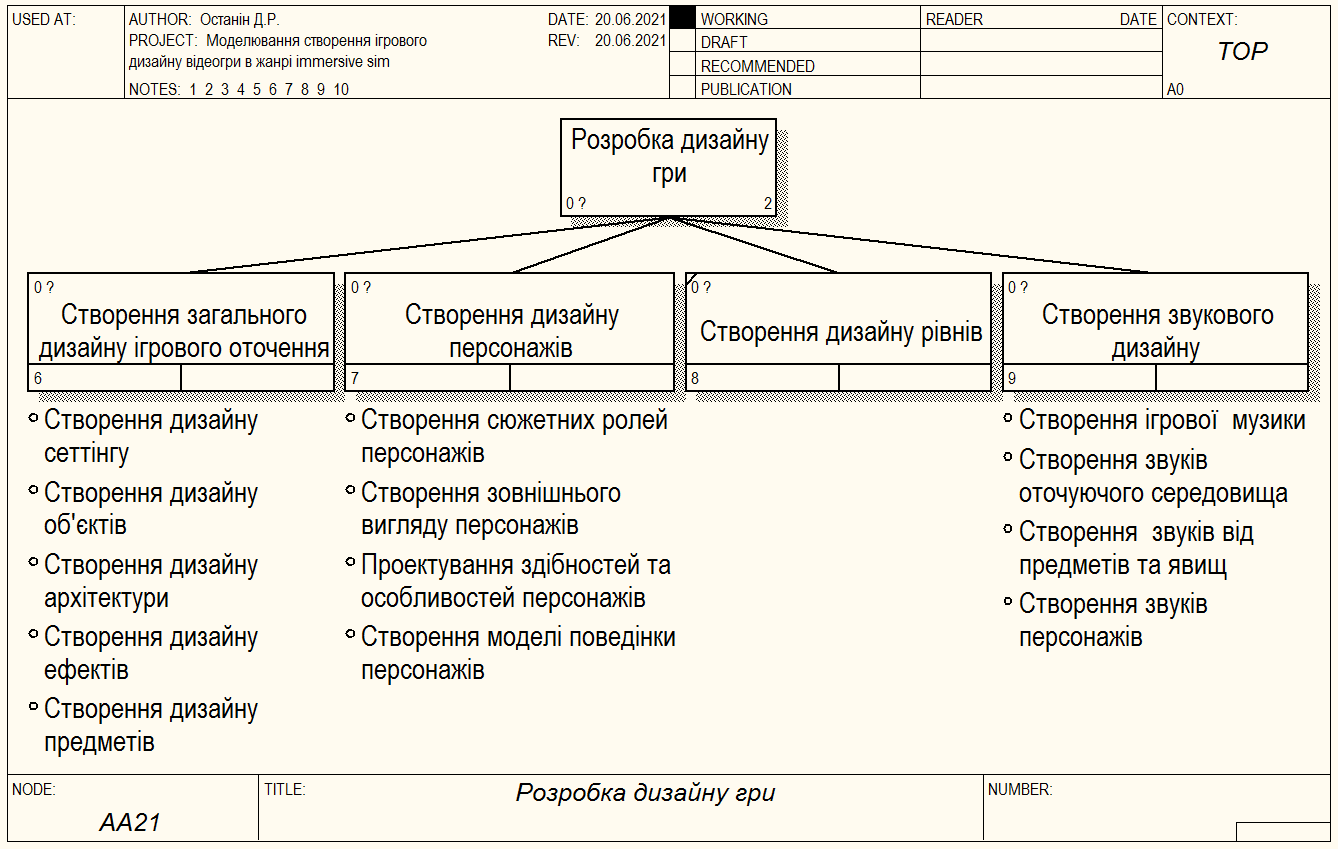 USED AT:
AUTHOR: Останін Д.Р.
DATE: 20.06.2021
PROJECT: Моделювання створення ігрового
REV: 20.06.2021
дизайну відеогри в жанрі immersive sim
NOTES: 1 2 3 4 5 6 7 8 9 10
WORKING
DRAFT
RECOMMENDED
PUBLICATION
READER DATE
CONTEXT:
TOP
A0
Розробка дизайну
гри
0 ? 2
0 ?
Створення загального
дизайну ігрового оточення
6
0 ?
Створення дизайну
персонажів
7
0 ?
Створення дизайну рівнів
8
0 ?
Створення звукового
дизайну
9
Створення дизайну
сеттінгу
Створення дизайну
об'єктів
Створення дизайну
архітектури
Створення дизайну
ефектів
Створення дизайну
предметів
Створення сюжетних ролей
персонажів
Створення зовнішнього
вигляду персонажів
Проектування здібностей та
особливостей персонажів
Створення моделі поведінки
персонажів
Створення ігрової музики
Створення звуків
оточуючого середовища
Створення звуків від
предметів та явищ
Створення звуків
персонажів
NODE:
AA21
TITLE:
Розробка дизайну гри
NUMBER: